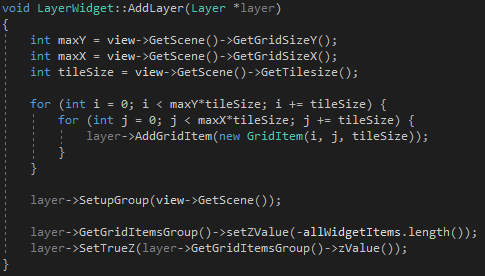 void LayerWidget::AddLayer(Layer *layer)
{
    int maxY = view->GetScene()->GetGridSizeY();
    int maxX = view->GetScene()->GetGridSizeX();
    int tileSize = view->GetScene()->GetTilesize();

    for (int i = 0; i < maxY*tileSize; i += tileSize) {
        for (int j = 0; j < maxX*tileSize; j += tileSize) {
            layer->AddGridItem(new GridItem(i, j, tileSize));
        }
    }

    layer->SetupGroup(view->GetScene());

    layer->GetGridItemsGroup()->setZValue(-allWidgetItems.length());
    layer->SetTrueZ(layer->GetGridItemsGroup()->zValue());
}